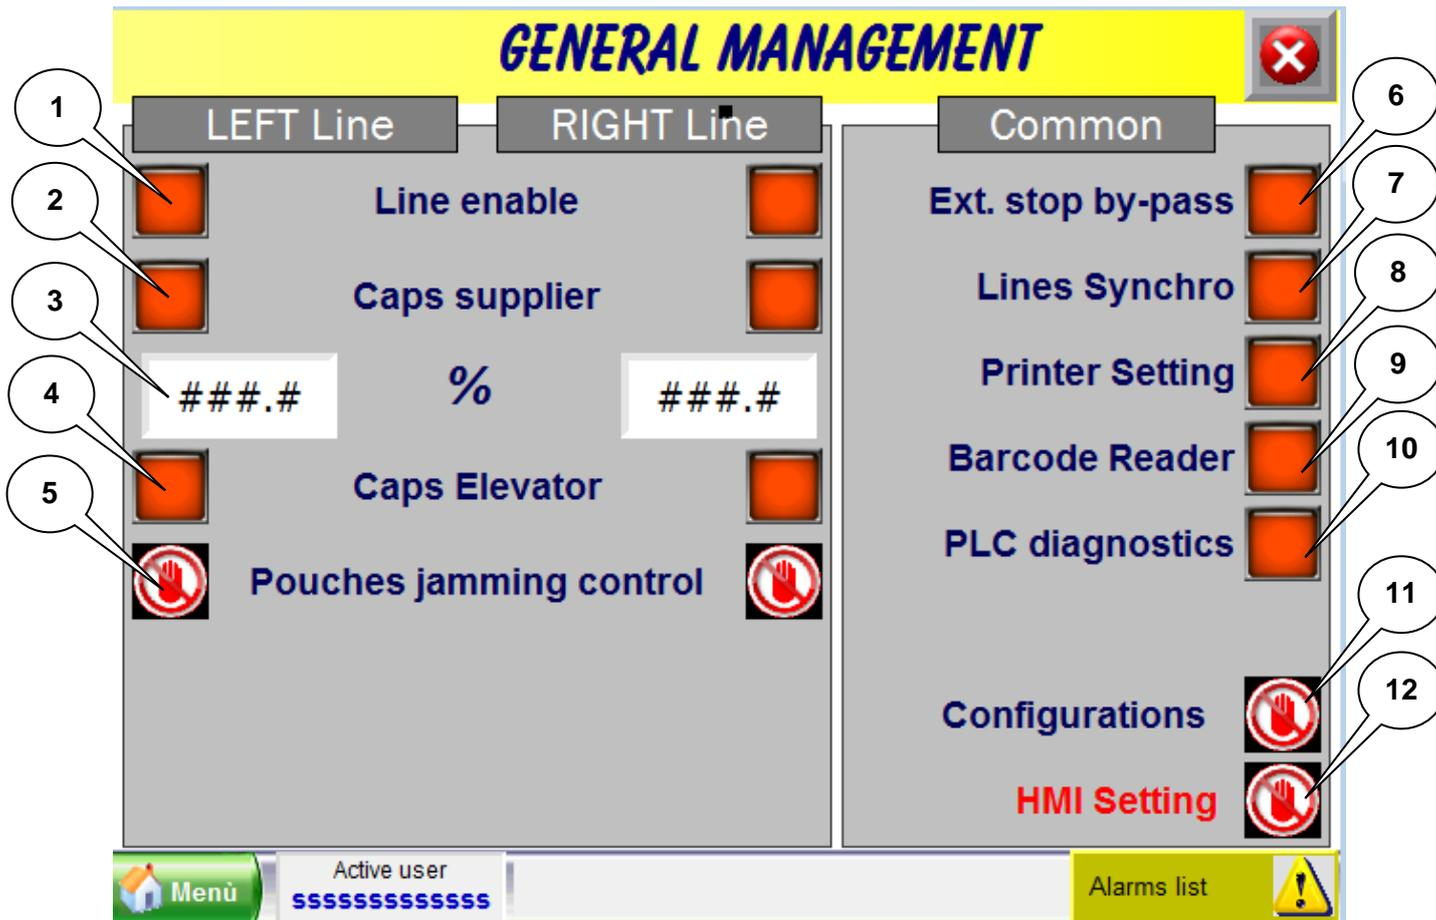 GENERAL MANAGEMENT
LEFT Line
RIGHT Line
Common
1
Line enable
Ext. stop by-pass
6
2
Caps supplier
Lines Synchro
7
3
###.#
%
###.#
Printer Setting
8
4
Caps Elevator
Barcode Reader
9
5
Pouches jamming control
PLC diagnostics
10
Configurations
11
HMI Setting
12
Menù
Active user
sssssssssssss
Alarms list